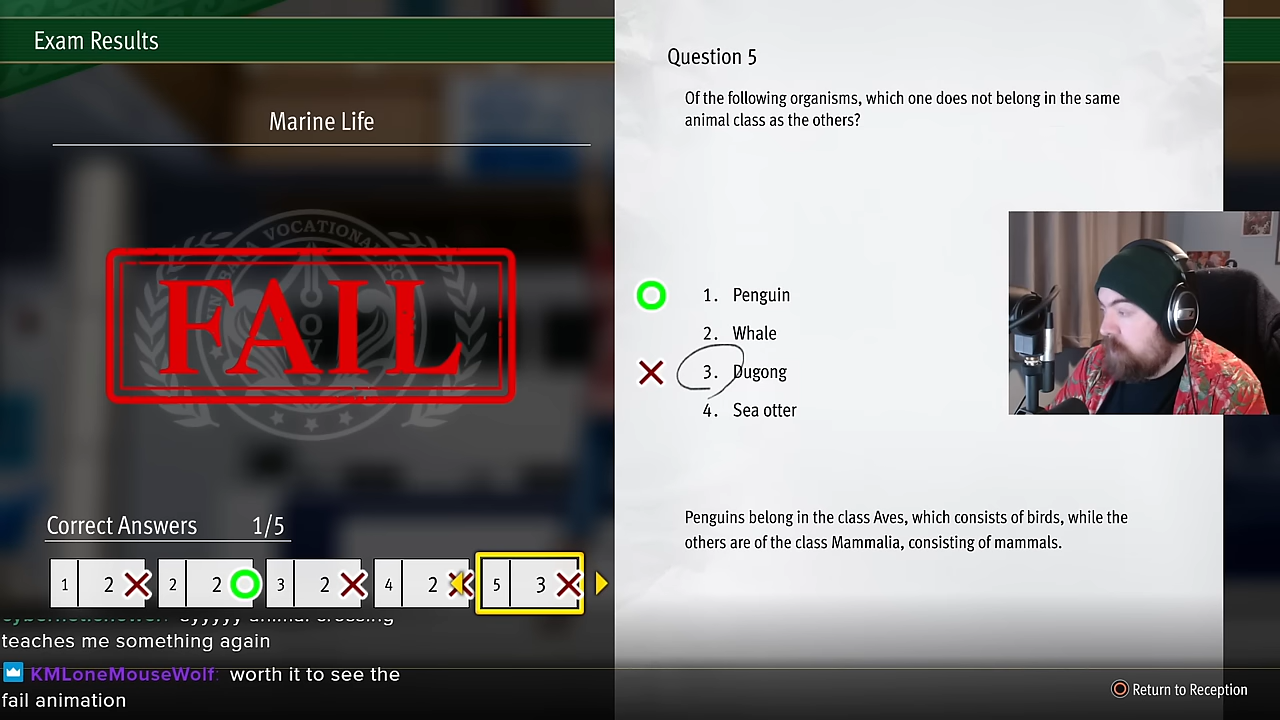 Exam Results
Marine Life
VOCATIONAL
FAIL
Correct Answers 1/5
1 2 2 2 3 2 4 2 5 3
teaches me something again
KMLoneMouseWolf: worth it to see the
fail animation
Question 5
Of the following organisms, which one does not belong in the same
animal class as the others?
1. Penguin
2. Whale
3. Dugong
4. Sea otter
Penguins belong in the class Aves, which consists of birds, while the
others are of the class Mammalia, consisting of mammals.
Return to Reception